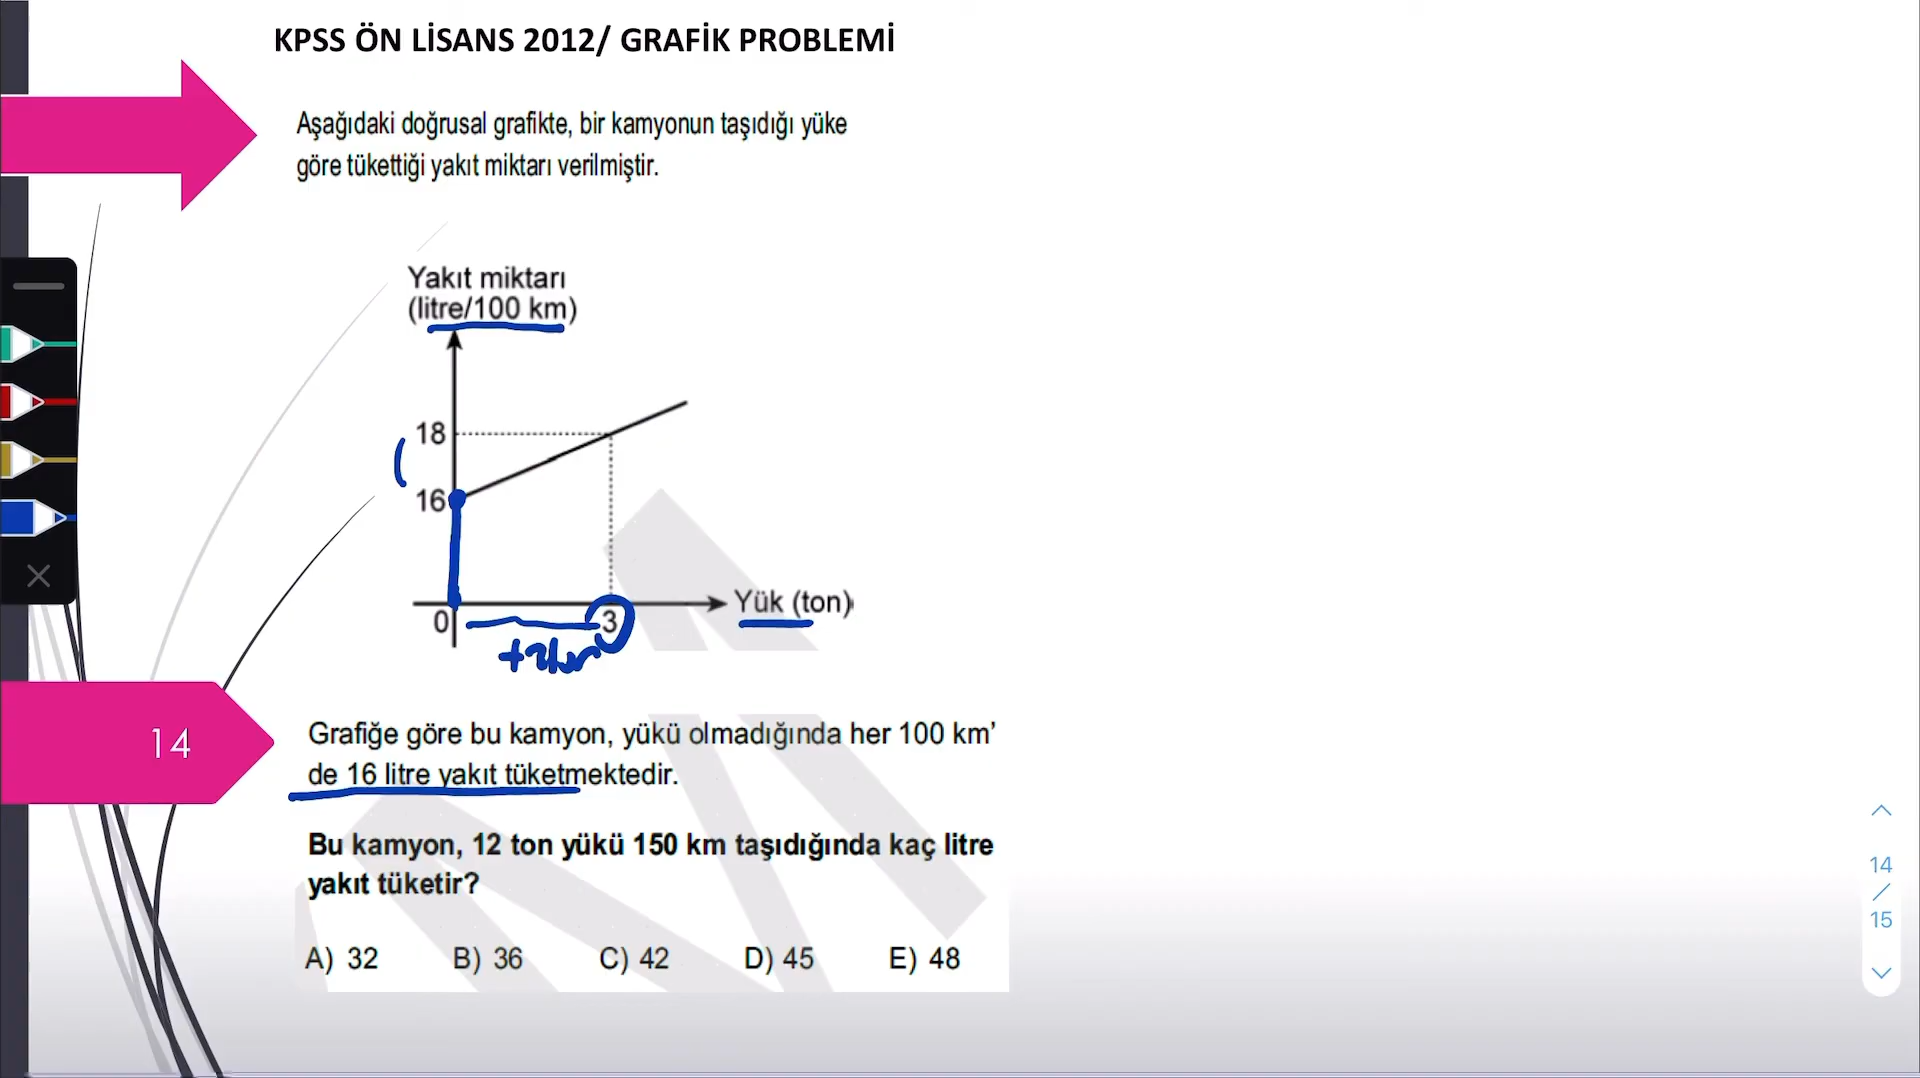 KPSS ÖN LİSANS 2012/ GRAFİK PROBLEMİ
Aşağıdaki doğrusal grafikte, bir kamyonun taşıdığı yüke
göre tükettiği yakıt miktarı verilmiştir.
Yakıt miktarı
(litre/100 km)
18
16
0
3
Yük (ton)
14
Grafiğe göre bu kamyon, yükü olmadığında her 100 km’
de 16 litre yakıt tüketmektedir.
Bu kamyon, 12 ton yükü 150 km taşıdığında kaç litre
yakıt tüketir?
A) 32 B) 36 C) 42 D) 45 E) 48
14
/
15